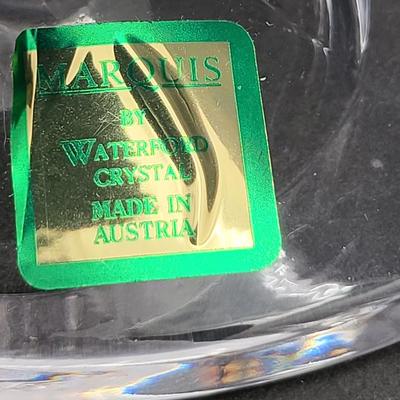 MARQUIS
BY
WATERFORD
CRYSTAL
MADE IN
AUSTRIA